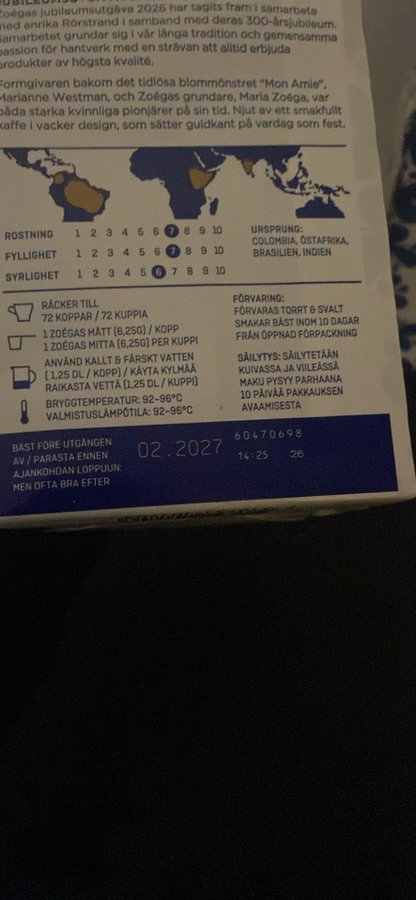 Zoégas jubileumsutgåva 2026 har tagits fram i samarbete
med anrika Rörstrand i samband med deras 300-årsjubileum.
Samarbetet grundar sig i vår långa tradition och gemensamma
passion för hantverk med en strävan att alltid erbjuda
produkter av högsta kvalité.
Formgivaren bakom det tidlösa blommönstret "Mon Amie",
Marianne Westman, och Zoégas grundare, Maria Zoéga, var
båda starka kvinnliga pionjärer på sin tid. Njut av ett smakfullt
kaffe i vacker design, som sätter guldkant på vardag som fest.
ROSTNING 1 2 3 4 5 6 7 8 9 10
FYLLIGHET 1 2 3 4 5 6 7 8 9 10
SYRLIGHET 1 2 3 4 5 6 7 8 9 10
URSPRUNG:
COLOMBIA, ÖSTAFRIKA,
BRASILIEN, INDIEN
RÄCKER TILL
72 KOPPAR / 72 KUPPIA
1 ZOÉGAS MÅTT (6,25G) / KOPP
1 ZOÉGAS MITTA (6,25G) PER KUPPI
ANVÄND KALLT & FÄRSKT VATTEN
(1,25 DL / KOPP) / KÄYTA KYLMÄÄ
RAIKASTA VETTÄ (1,25 DL / KUPPI)
BRYGGTEMPERATUR: 92–96°C
VALMISTUSLÄMPÖTILA: 92–96°C
FÖRVARING:
FÖRVARAS TORRT & SVALT
SMAKAR BÄST INOM 10 DAGAR
FRÅN ÖPPNAD FÖRPACKNING
SÄILYTYS: SÄILYTETÄÄN
KUIVASSA JA VIILEÄSSÄ
MAKU PYSYY PARHAANA
10 PÄIVÄÄ PAKKAUKSEN
AVAAMISESTA
BÄST FÖRE UTGÅNGEN
AV / PARASTA ENNEN
AJANKOHDAN LOPPUUN:
MEN OFTA BRA EFTER
02.2027
60470698
14:25 26